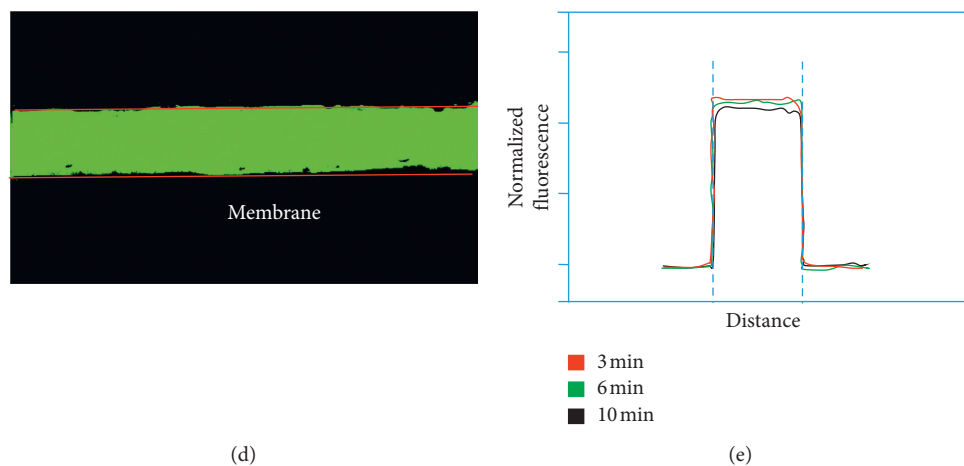 Membrane
Normalized
fluorescence
Distance
3 min
6 min
10 min
(d)
(e)